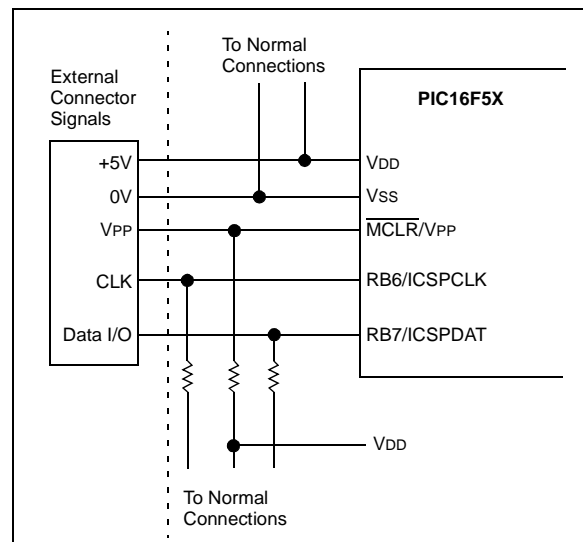 To Normal
Connections
External
Connector
Signals
PIC16F5X
+5V
VDD
0V
VSS
VPP
MCLR/VPP
CLK
RB6/ICSPCLK
Data I/O
RB7/ICSPDAT
VDD
To Normal
Connections